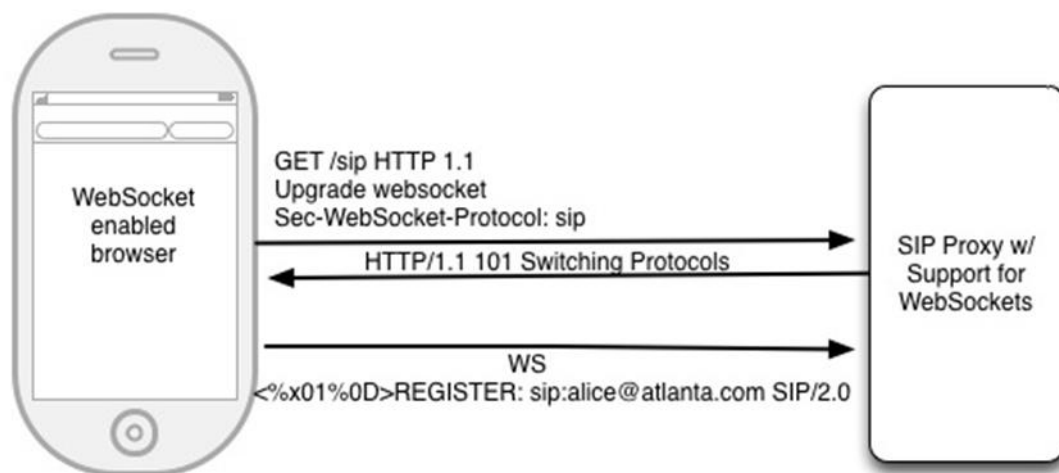 WebSocket
enabled
browser
GET /sip HTTP 1.1
Upgrade websocket
Sec-WebSocket-Protocol: sip
HTTP/1.1 101 Switching Protocols
WS
<%x01%0D>REGISTER: sip:alice@atlanta.com SIP/2.0
SIP Proxy w/
Support for
WebSockets